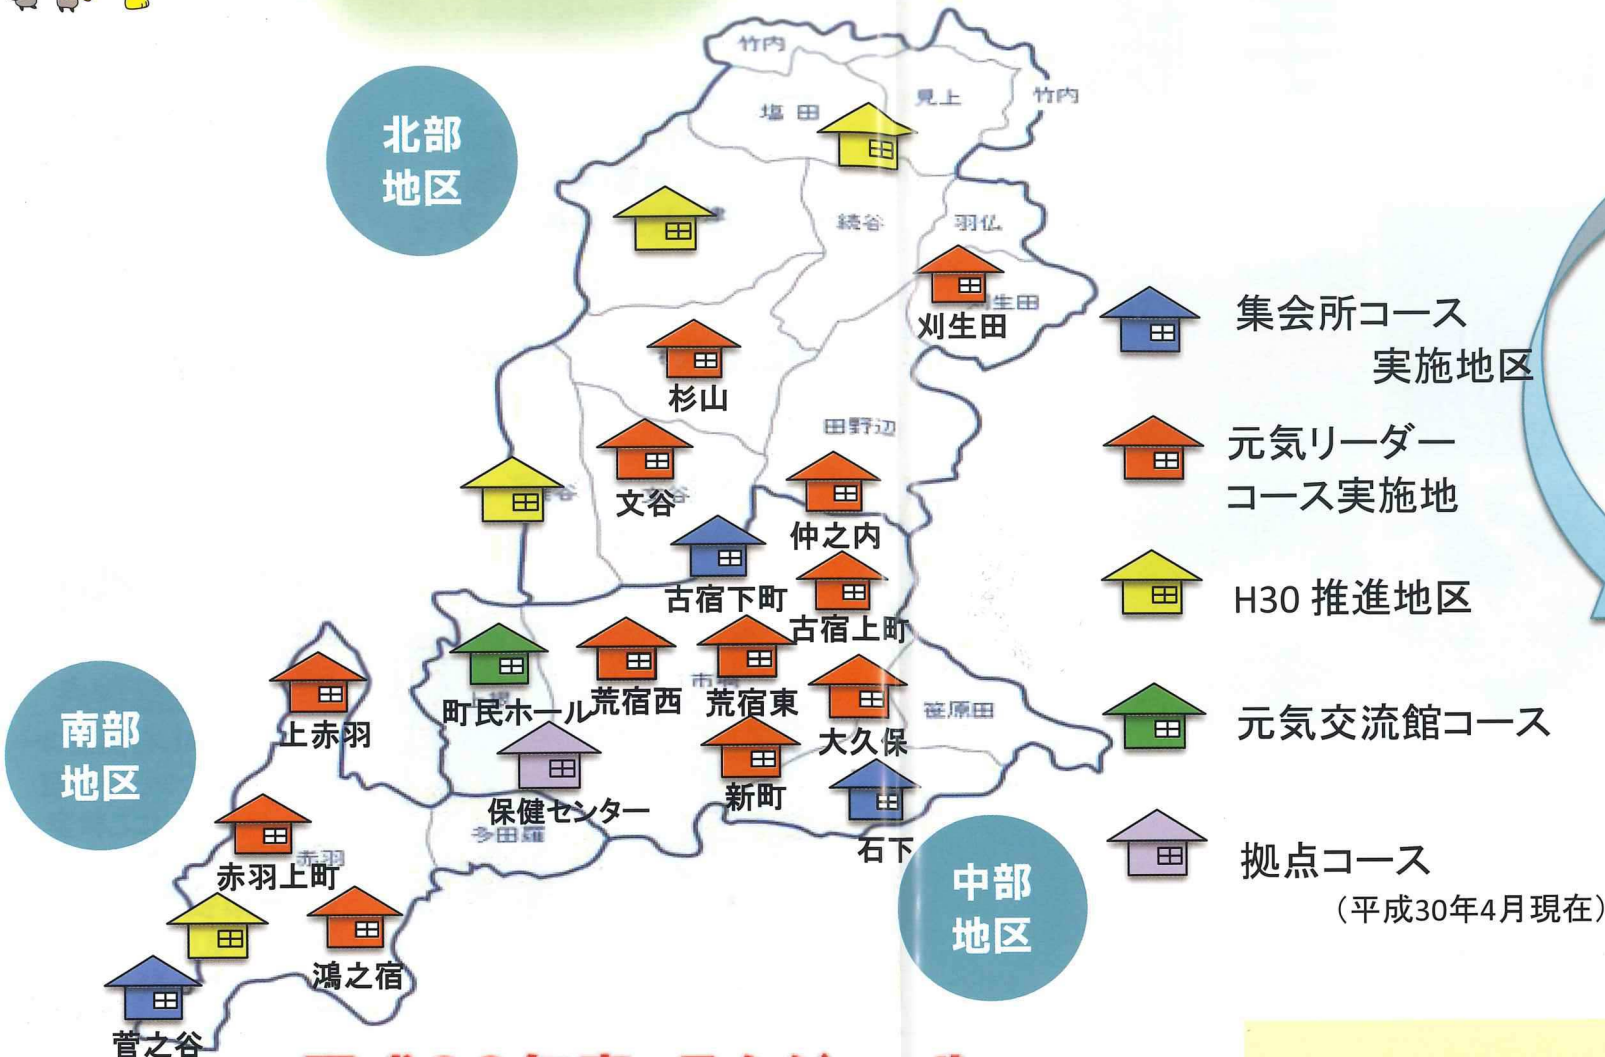 竹内
塩田
見上
竹内
北部
地区
続谷
羽仏
刈生田
刈生田
杉山
田野辺
文谷
仲之内
古宿下町
古宿上町
町民ホール
荒宿西
荒宿東
大久保
笹原田
上赤羽
南部
地区
保健センター
新町
多田羅
石下
赤羽
赤羽上町
鴻之宿
菅之谷
中部
地区
集会所コース
実施地区
元気リーダー
コース実施地
H30 推進地区
元気交流館コース
拠点コース
(平成30年4月現在)